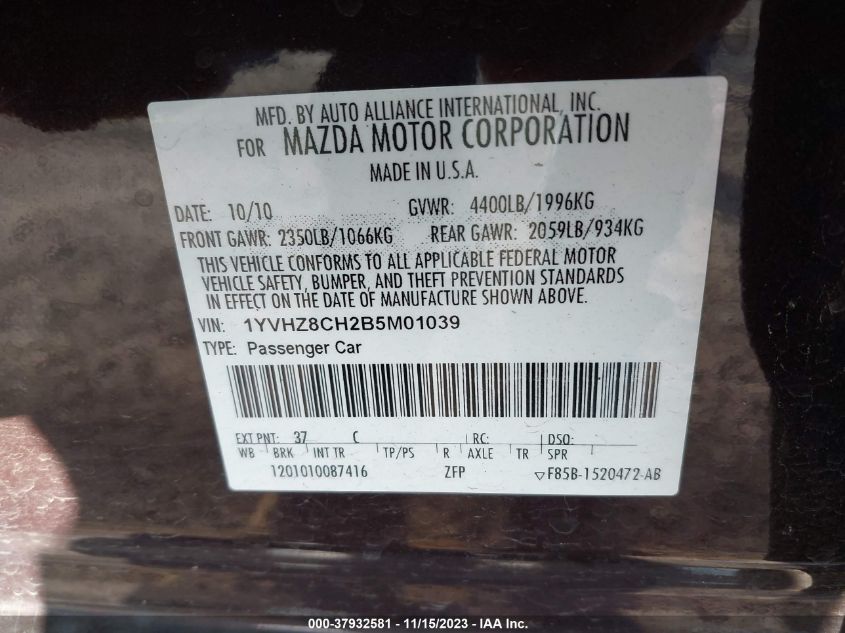 MFD. BY AUTO ALLIANCE INTERNATIONAL, INC.
FOR MAZDA MOTOR CORPORATION
MADE IN U.S.A.
DATE: 10/10 GVWR: 4400LB/1996KG
FRONT GAWR: 2350LB/1066KG REAR GAWR: 2059LB/934KG
THIS VEHICLE CONFORMS TO ALL APPLICABLE FEDERAL MOTOR
VEHICLE SAFETY, BUMPER, AND THEFT PREVENTION STANDARDS
IN EFFECT ON THE DATE OF MANUFACTURE SHOWN ABOVE.
VIN: 1YVHZ8CH2B5M01039
TYPE: Passenger Car
EXT PNT: 37 C RC: DSO:
WB BRK INT TR TP/PS R AXLE TR SPR
1201010087416 ZFP ▽F85B-1520472-AB
000-37932581 - 11/15/2023 - IAA Inc.